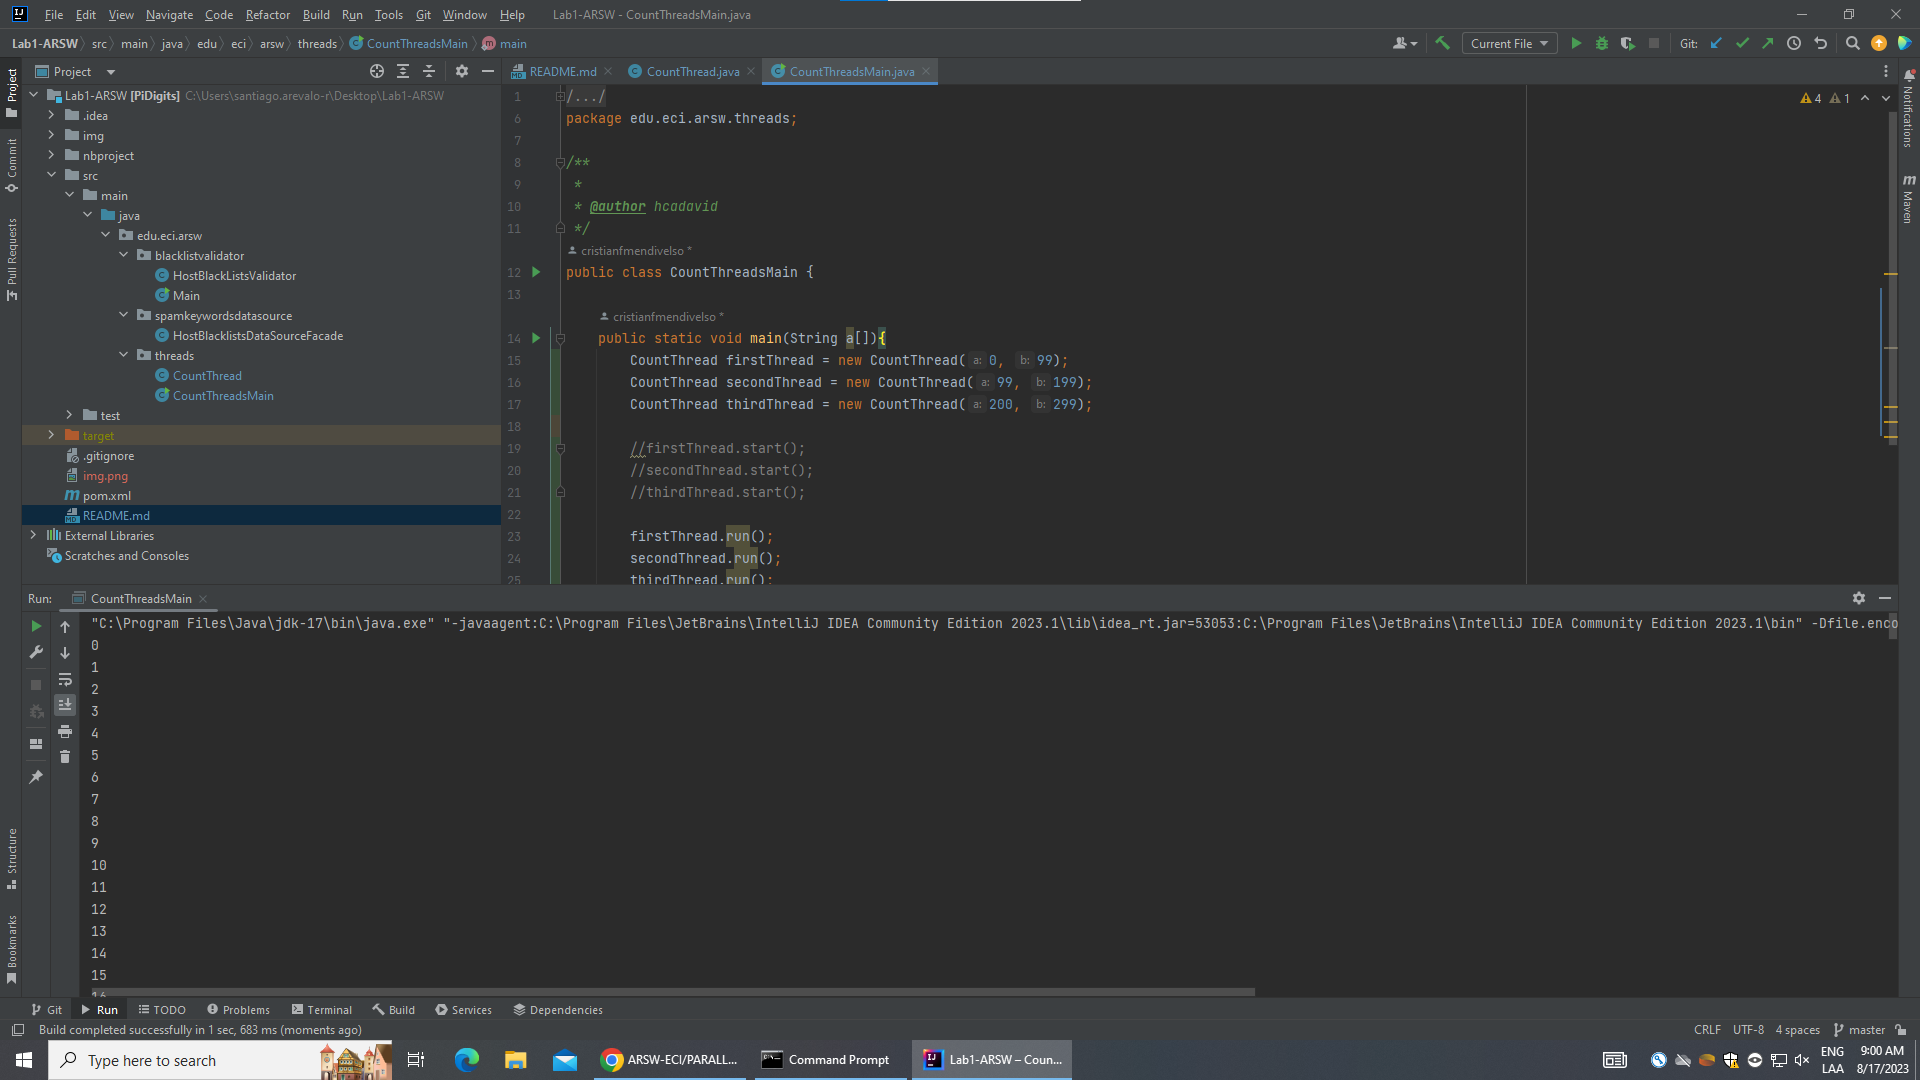 File Edit View Navigate Code Refactor Build Run Tools Git Window Help Lab1-ARSW - CountThreadsMain.java
Lab1-ARSW src main java edu eci arsw threads CountThreadsMain main Current File Git:
Project
README.md CountThread.java CountThreadsMain.java
Lab1-ARSW [PiDigits] C:\Users\santiago.arevalo-r\Desktop\Lab1-ARSW
.idea
img
nbproject
src
main
java
edu.eci.arsw
blacklistvalidator
HostBlackListsValidator
Main
spamkeywordsdatasource
HostBlacklistsDataSourceFacade
threads
CountThread
CountThreadsMain
test
target
.gitignore
img.png
pom.xml
README.md
External Libraries
Scratches and Consoles
4 1
1 /.../
6 package edu.eci.arsw.threads;
7
8 /**
9 *
10 * @author hcadavid
11 */
cristianfmendivelso *
12 public class CountThreadsMain {
13
cristianfmendivelso *
14 public static void main(String a[]){
15 CountThread firstThread = new CountThread( a: 0, b: 99);
16 CountThread secondThread = new CountThread( a: 99, b: 199);
17 CountThread thirdThread = new CountThread( a: 200, b: 299);
18
19 //firstThread.start();
20 //secondThread.start();
21 //thirdThread.start();
22
23 firstThread.run();
24 secondThread.run();
25 thirdThread.run();
Project
Commit
Pull Requests
Structure
Bookmarks
Notifications
Maven
Run: CountThreadsMain
"C:\Program Files\Java\jdk-17\bin\java.exe" "-javaagent:C:\Program Files\JetBrains\IntelliJ IDEA Community Edition 2023.1\lib\idea_rt.jar=53053:C:\Program Files\JetBrains\IntelliJ IDEA Community Edition 2023.1\bin" -Dfile.enco
0
1
2
3
4
5
6
7
8
9
10
11
12
13
14
15
16
Git Run TODO Problems Terminal Build Services Dependencies
Build completed successfully in 1 sec, 683 ms (moments ago) CRLF UTF-8 4 spaces master
Type here to search ARSW-ECI/PARALL... Command Prompt Lab1-ARSW – Coun... ENG 9:00 AM
LAA 8/17/2023